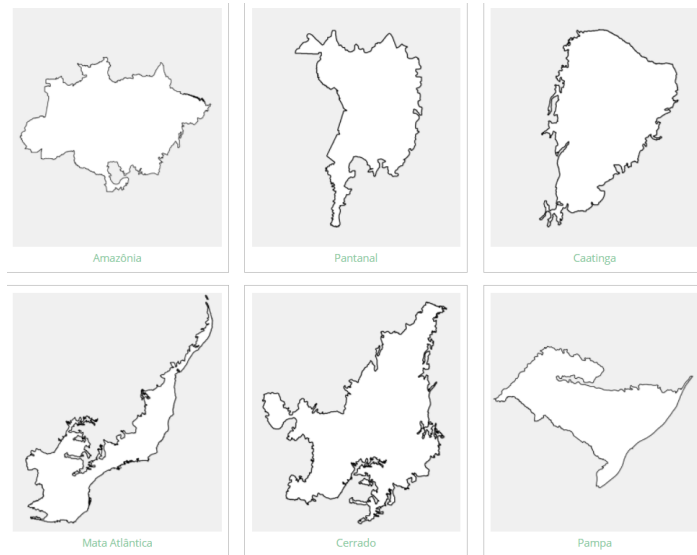 Amazônia
Pantanal
Caatinga
Mata Atlântica
Cerrado
Pampa